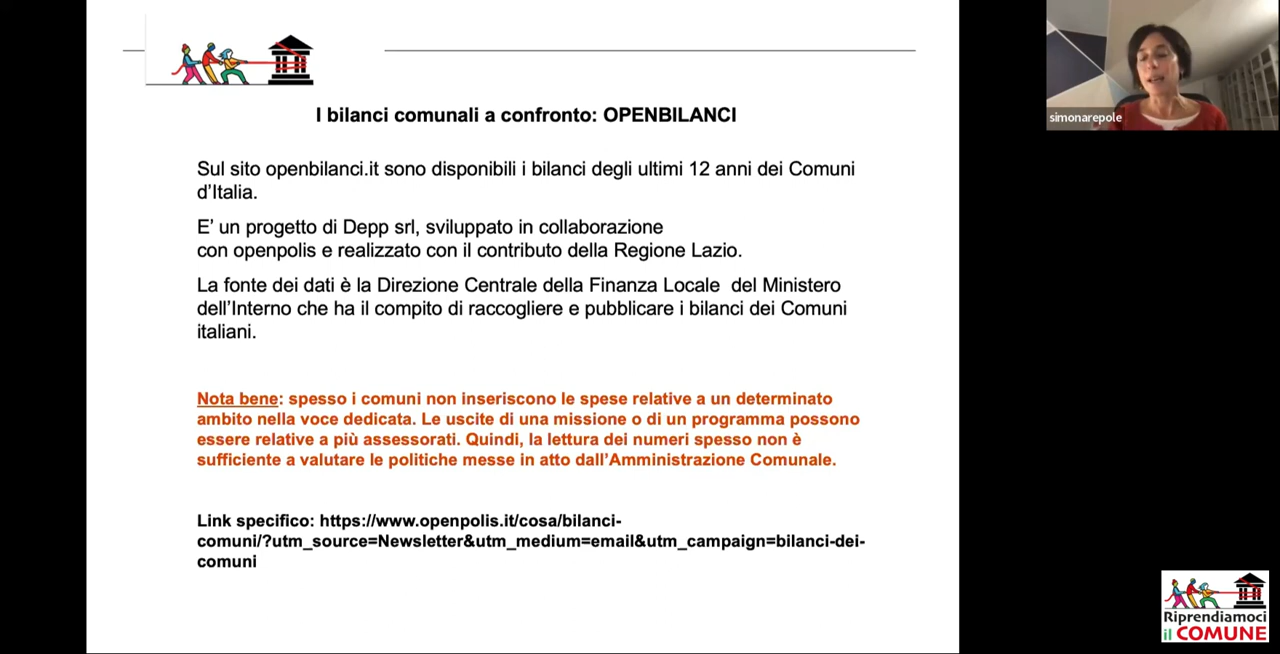 I bilanci comunali a confronto: OPENBILANCI
Sul sito openbilanci.it sono disponibili i bilanci degli ultimi 12 anni dei Comuni
d'Italia.
E' un progetto di Depp srl, sviluppato in collaborazione
con openpolis e realizzato con il contributo della Regione Lazio.
La fonte dei dati è la Direzione Centrale della Finanza Locale del Ministero
dell'Interno che ha il compito di raccogliere e pubblicare i bilanci dei Comuni
italiani.
Nota bene: spesso i comuni non inseriscono le spese relative a un determinato
ambito nella voce dedicata. Le uscite di una missione o di un programma possono
essere relative a più assessorati. Quindi, la lettura dei numeri spesso non è
sufficiente a valutare le politiche messe in atto dall'Amministrazione Comunale.
Link specifico: https://www.openpolis.it/cosa/bilanci-
comuni/?utm_source=Newsletter&utm_medium=email&utm_campaign=bilanci-dei-
comuni
simonarepole
Riprendiamoci
il COMUNE